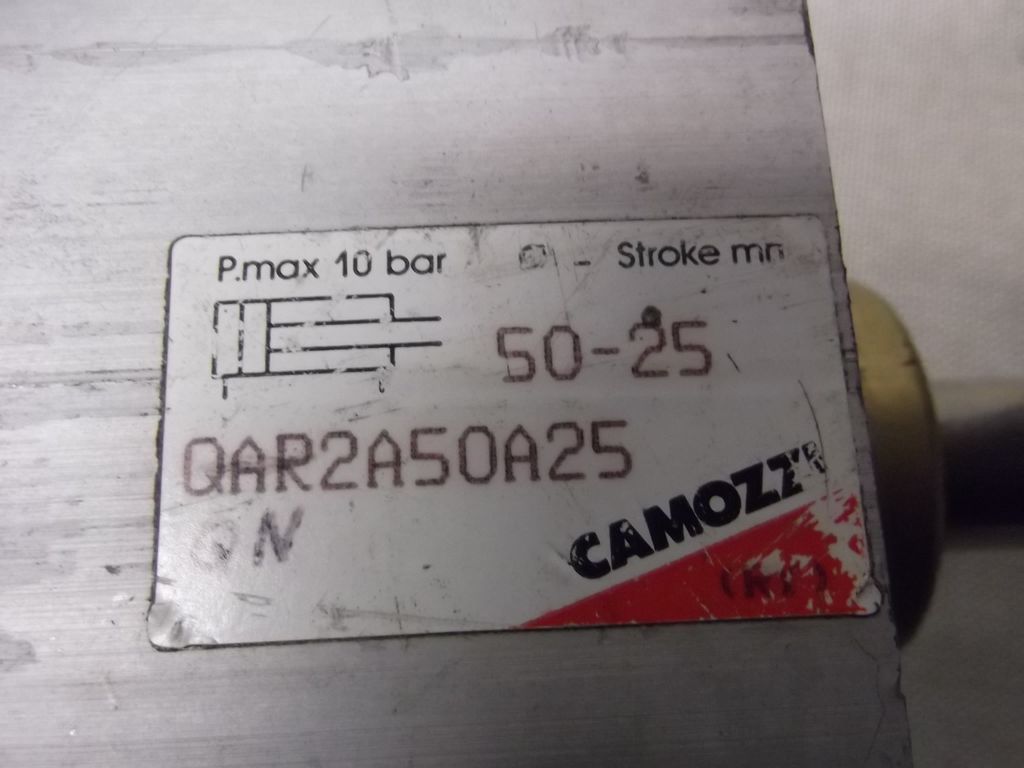 P.max 10 bar - Stroke mm
50-25
QAR2A50A25
CAMOZZI